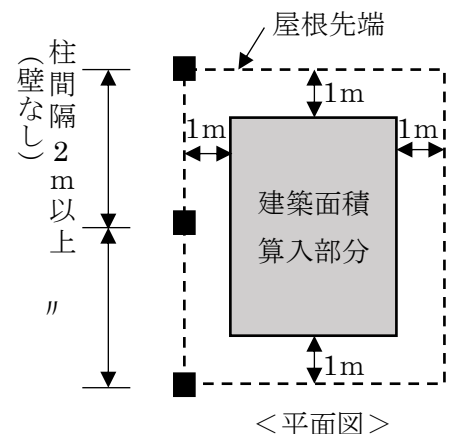 屋根先端
柱間隔2m以上
(壁なし)
〃
1m
1m
1m
建築面積
算入部分
1m
<平面図>